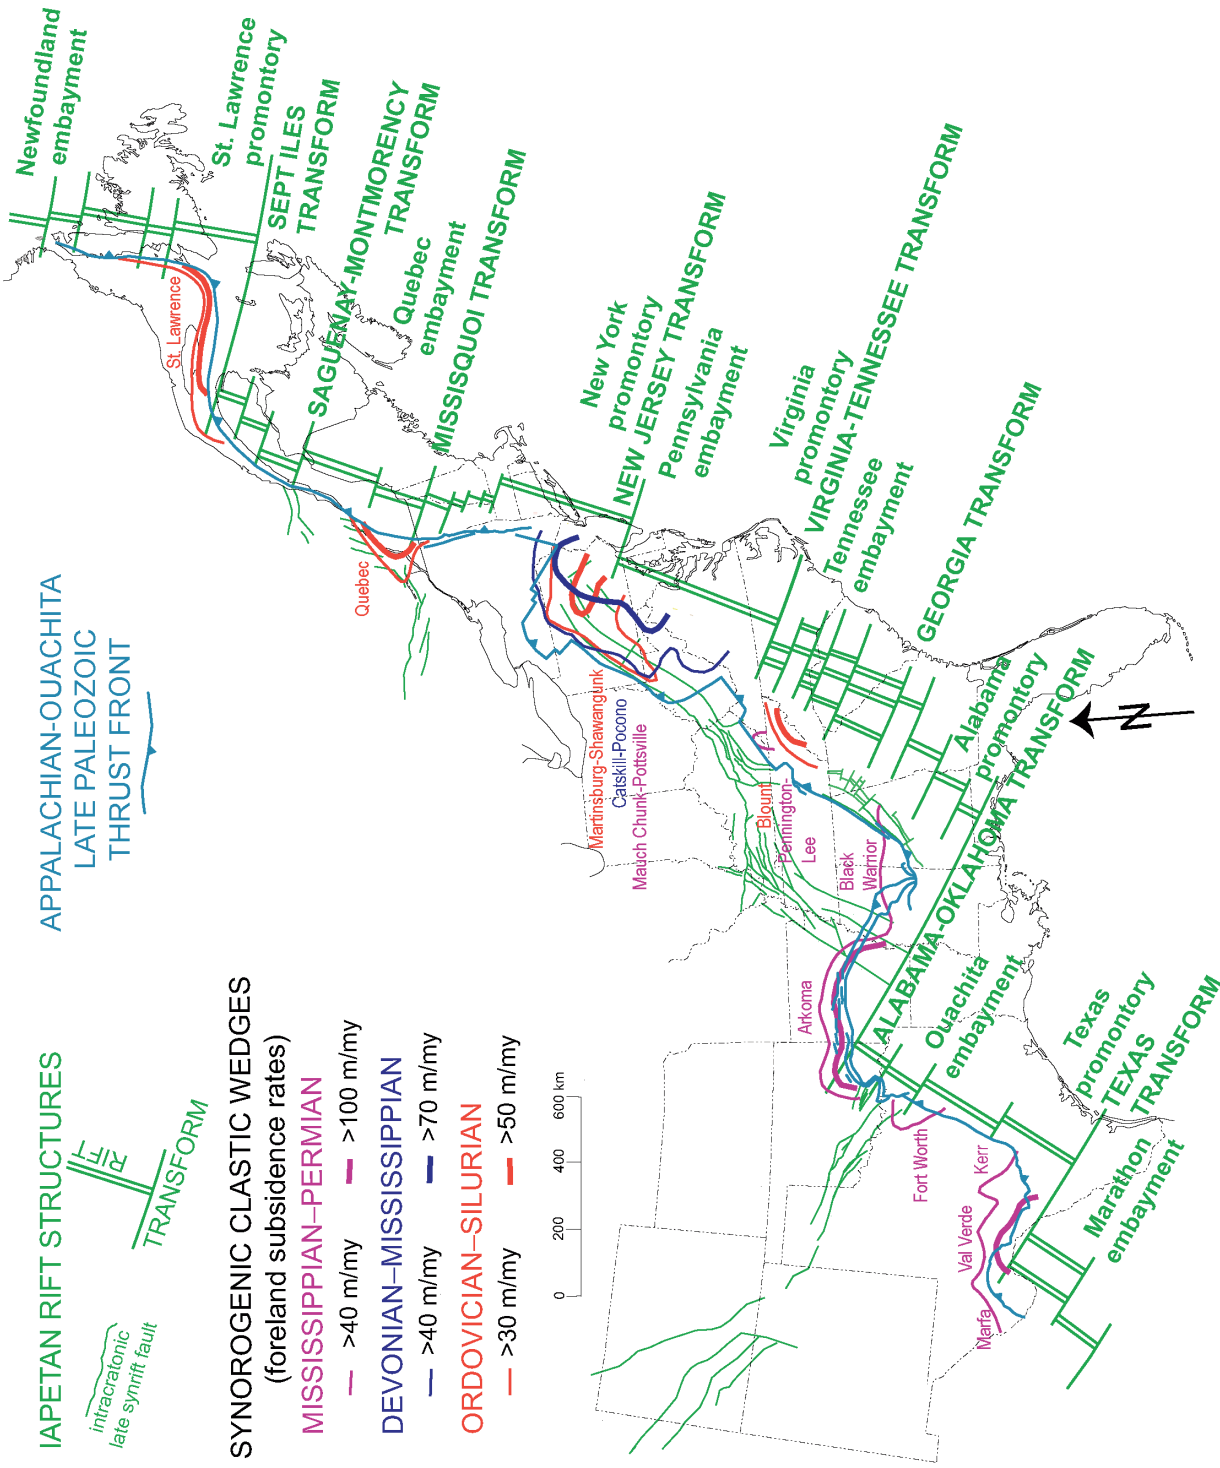 IAPETAN RIFT STRUCTURES
intracratonic
late synrift fault
RIFT
TRANSFORM
APPALACHIAN-OUACHITA
LATE PALEOZOIC
THRUST FRONT
SYNOROGENIC CLASTIC WEDGES
(foreland subsidence rates)
MISSISSIPPIAN–PERMIAN
>40 m/my
>100 m/my
DEVONIAN–MISSISSIPPIAN
>40 m/my
>70 m/my
ORDOVICIAN–SILURIAN
>30 m/my
>50 m/my
0
200
400
600 km
N
Newfoundland
embayment
St. Lawrence
promontory
SEPT ILES
TRANSFORM
SAGUENAY-MONTMORENCY
TRANSFORM
Quebec
embayment
MISSISQUOI TRANSFORM
New York
promontory
NEW JERSEY TRANSFORM
Pennsylvania
embayment
Virginia
promontory
VIRGINIA-TENNESSEE TRANSFORM
Tennessee
embayment
GEORGIA TRANSFORM
Alabama
promontory
ALABAMA-OKLAHOMA TRANSFORM
Ouachita
embayment
Texas
promontory
TEXAS
TRANSFORM
Marathon
embayment
St. Lawrence
Quebec
Martinsburg-Shawangunk
Catskill-Pocono
Mauch Chunk-Pottsville
Blount
Pennington-
Lee
Black
Warrior
Arkoma
Fort Worth
Kerr
Val Verde
Marfa